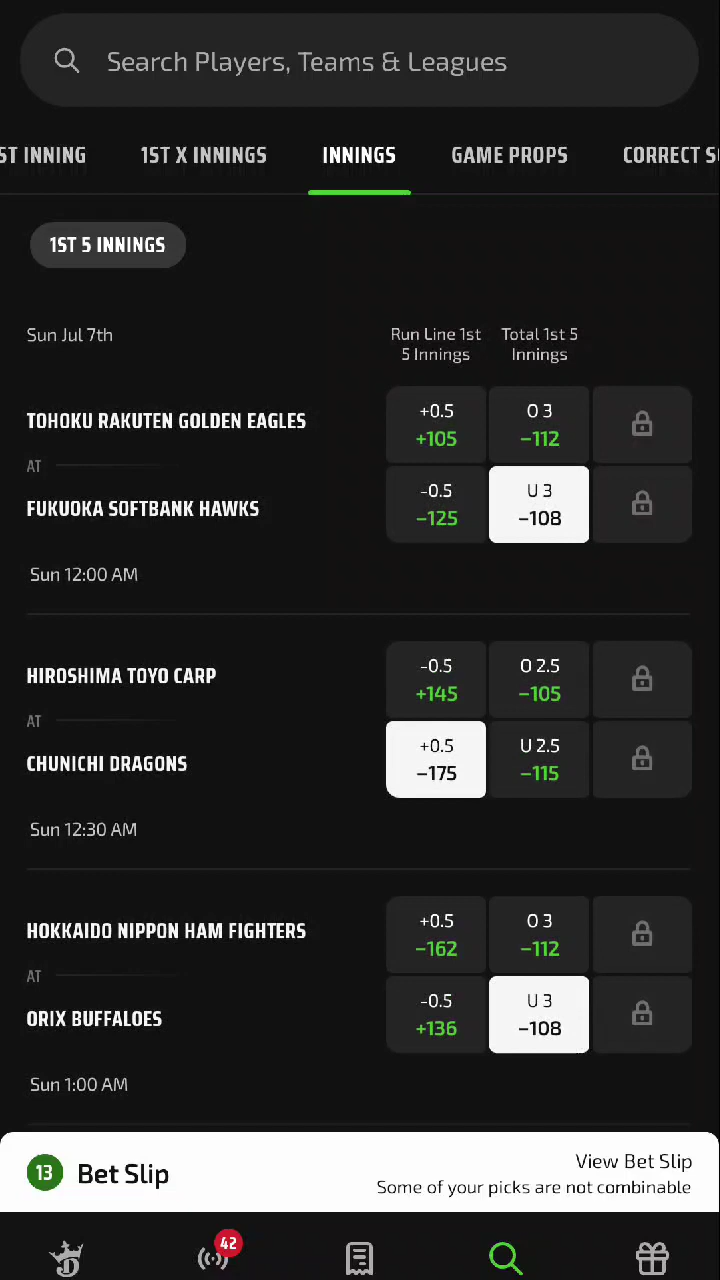 Search Players, Teams & Leagues
ST INNING 1ST X INNINGS INNINGS GAME PROPS CORRECT S
1ST 5 INNINGS
Sun Jul 7th
Run Line 1st
5 Innings
Total 1st 5
Innings
TOHOKU RAKUTEN GOLDEN EAGLES
+0.5
+105
O 3
−112
AT
FUKUOKA SOFTBANK HAWKS
-0.5
−125
U 3
−108
Sun 12:00 AM
HIROSHIMA TOYO CARP
-0.5
+145
O 2.5
−105
AT
CHUNICHI DRAGONS
+0.5
−175
U 2.5
−115
Sun 12:30 AM
HOKKAIDO NIPPON HAM FIGHTERS
+0.5
−162
O 3
−112
AT
ORIX BUFFALOES
-0.5
+136
U 3
−108
Sun 1:00 AM
13 Bet Slip
View Bet Slip
Some of your picks are not combinable
42